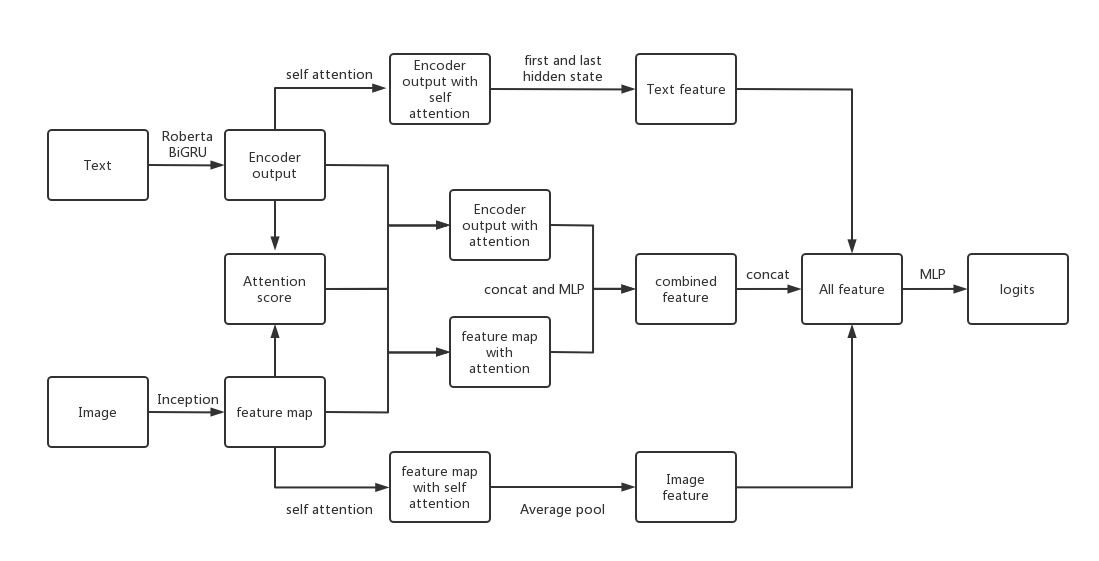 self attention
Encoder
output with
self
attention
first and last
hidden state
Text feature
Text
Roberta
BiGRU
Encoder
output
Encoder
output with
attention
Attention
score
concat and MLP
combined
feature
concat
All feature
MLP
logits
feature map
with
attention
Image
Inception
feature map
self attention
feature map
with self
attention
Average pool
Image
feature